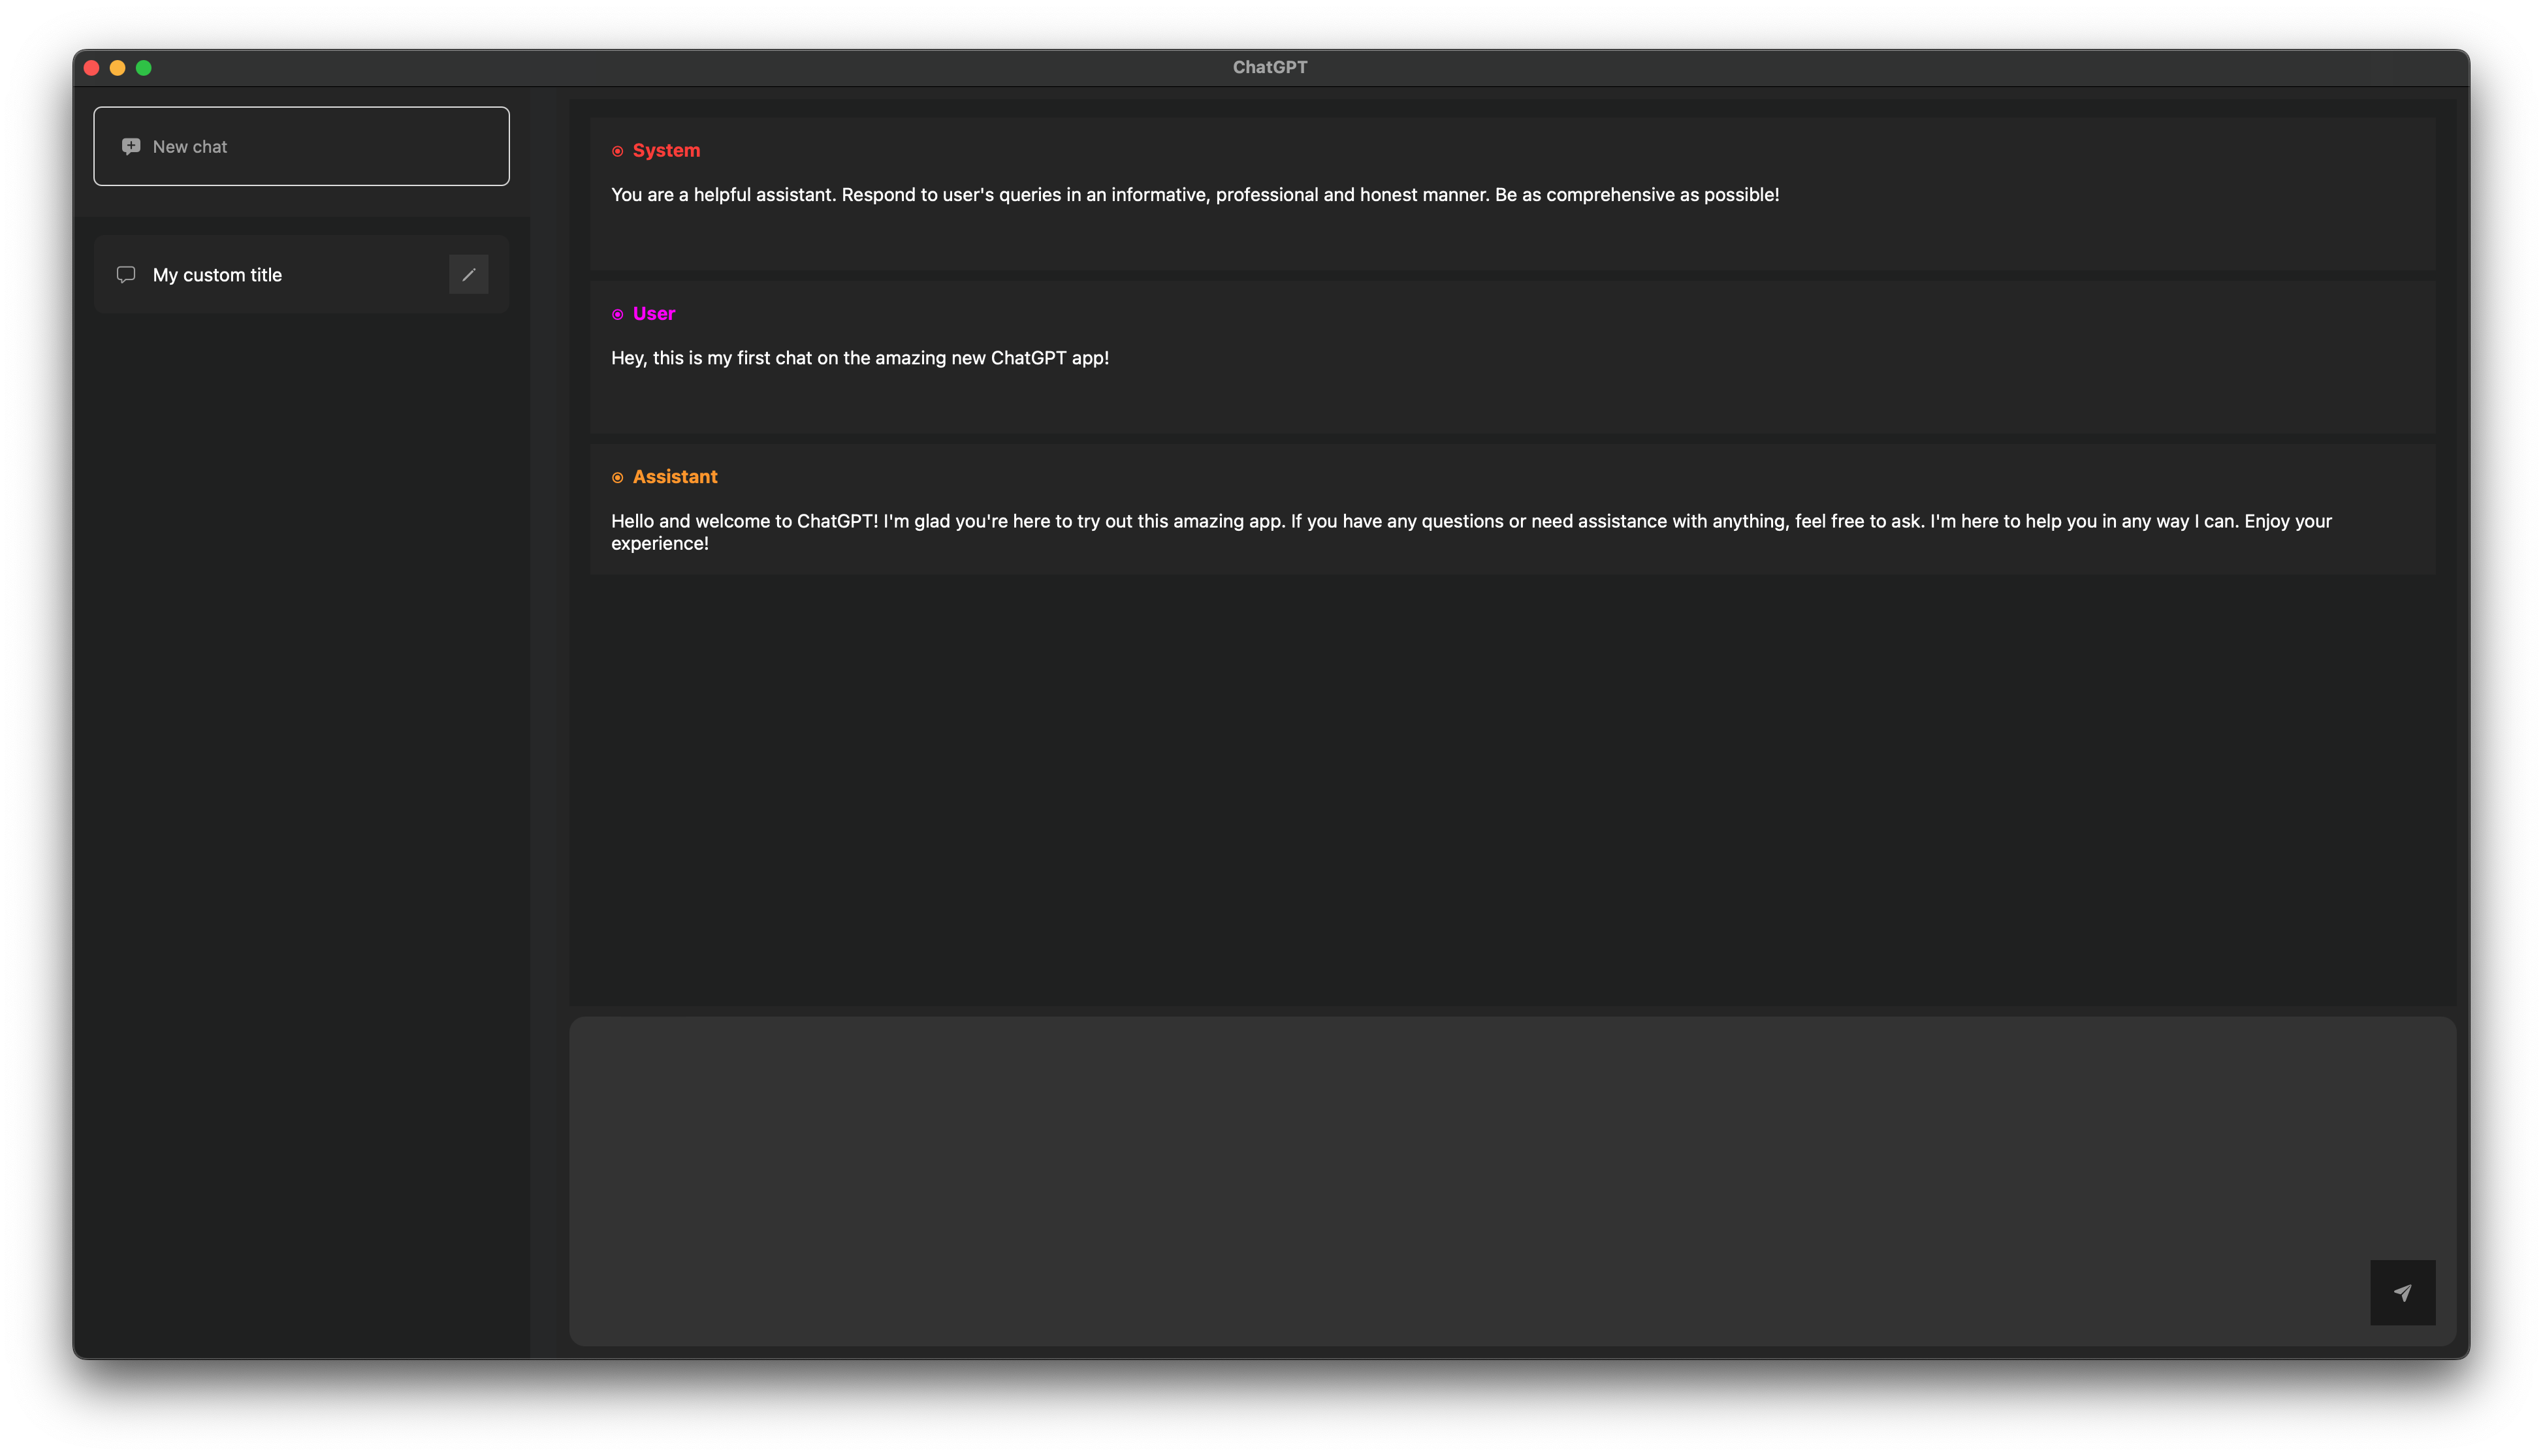 ChatGPT
New chat
My custom title
System
You are a helpful assistant. Respond to user's queries in an informative, professional and honest manner. Be as comprehensive as possible!
User
Hey, this is my first chat on the amazing new ChatGPT app!
Assistant
Hello and welcome to ChatGPT! I'm glad you're here to try out this amazing app. If you have any questions or need assistance with anything, feel free to ask. I'm here to help you in any way I can. Enjoy your
experience!